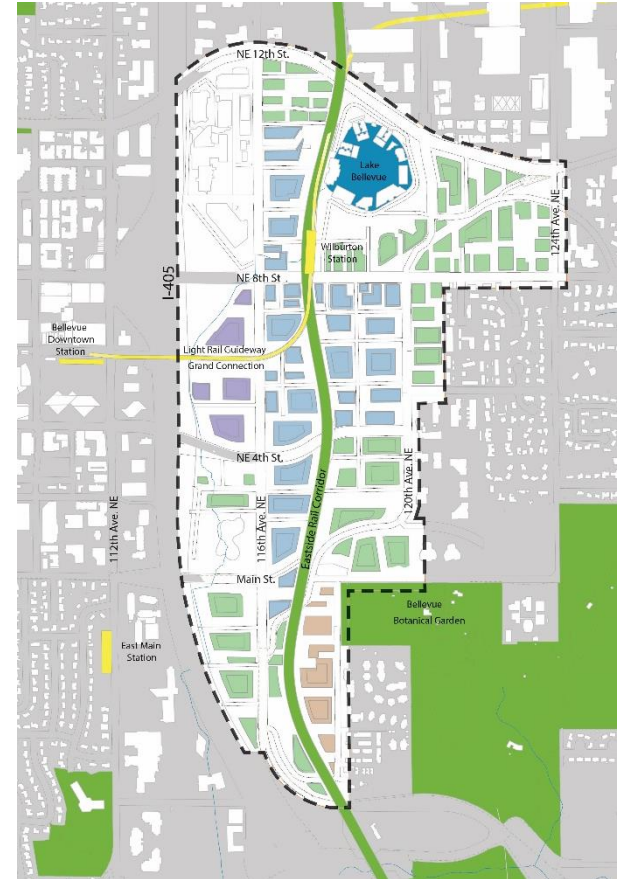 NE 12th St.
Lake
Bellevue
124th Ave. NE
Wilburton
Station
NE 8th St
I-405
Bellevue
Downtown
Station
Light Rail Guideway
Grand Connection
NE 4th St.
112th Ave. NE
116th Ave. NE
Eastside Rail Corridor
120th Ave. NE
Main St.
Bellevue
Botanical Garden
East Main
Station